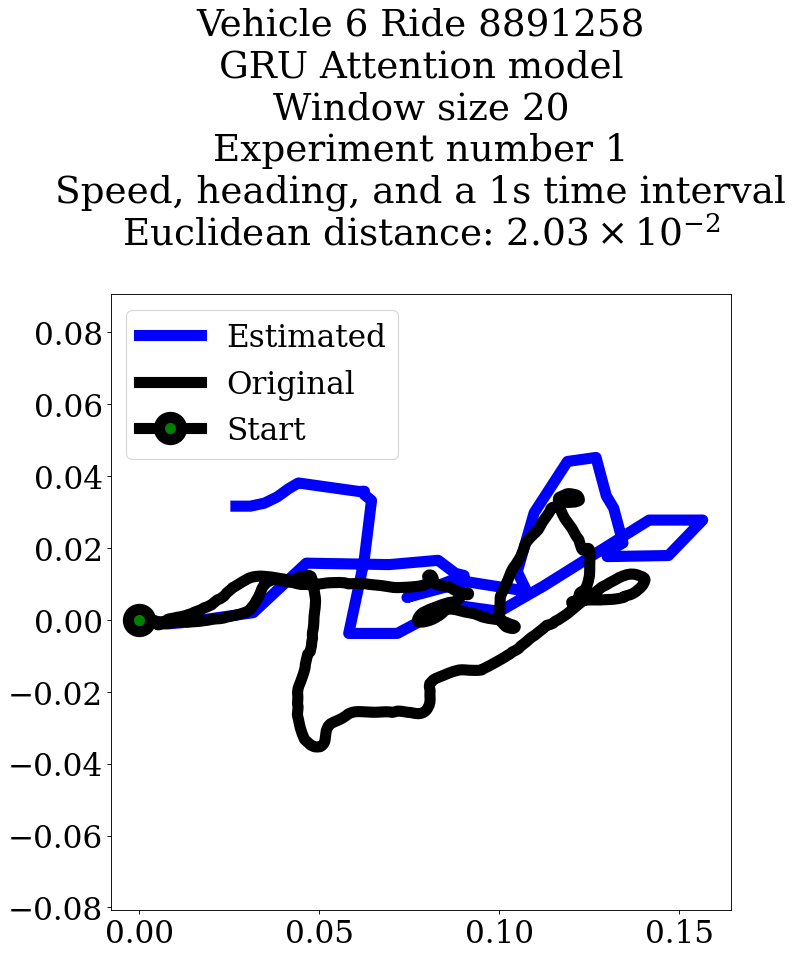 Vehicle 6 Ride 8891258
GRU Attention model
Window size 20
Experiment number 1
Speed, heading, and a 1s time interval
Euclidean distance: 2.03 × 10⁻²
Estimated
Original
Start
0.08
0.06
0.04
0.02
0.00
−0.02
−0.04
−0.06
−0.08
0.00 0.05 0.10 0.15